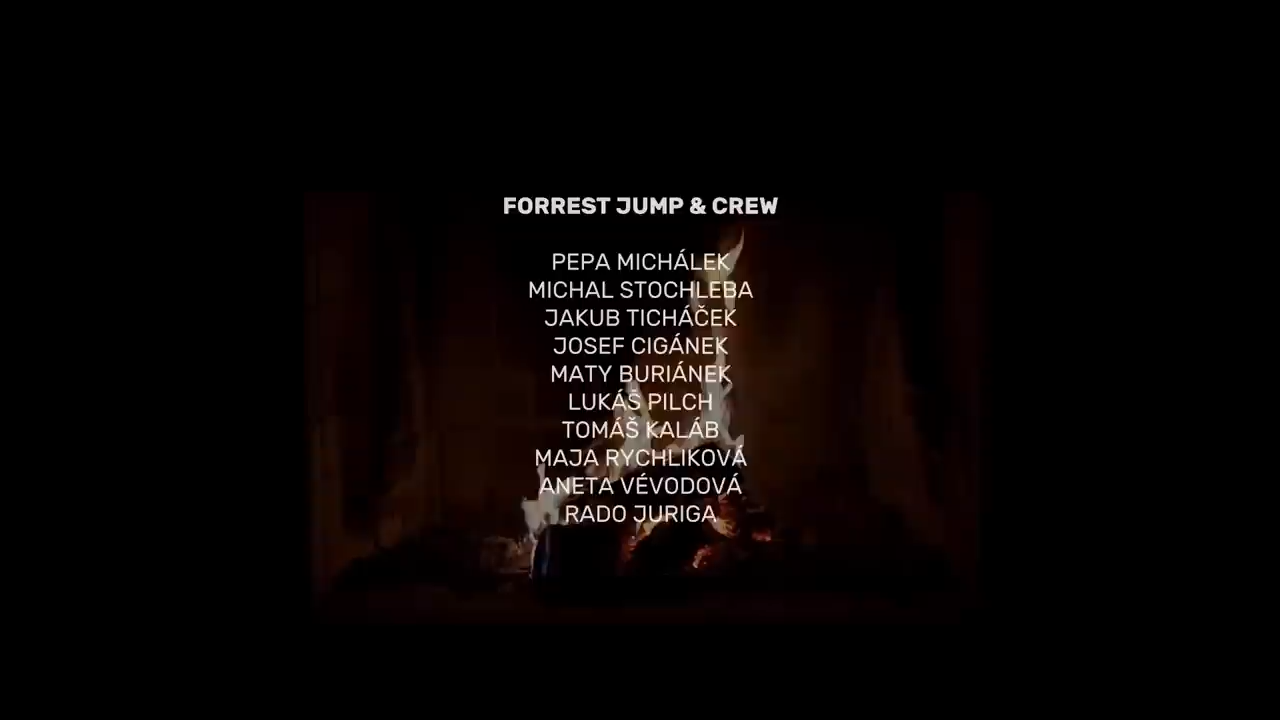 FORREST JUMP & CREW
PEPA MICHÁLEK
MICHAL STOCHLEBA
JAKUB TICHÁČEK
JOSEF CIGÁNEK
MATY BURIÁNEK
LUKÁŠ PILCH
TOMÁŠ KALÁB
MAJA RYCHLIKOVÁ
ANETA VÉVODOVÁ
RADO JURIGA